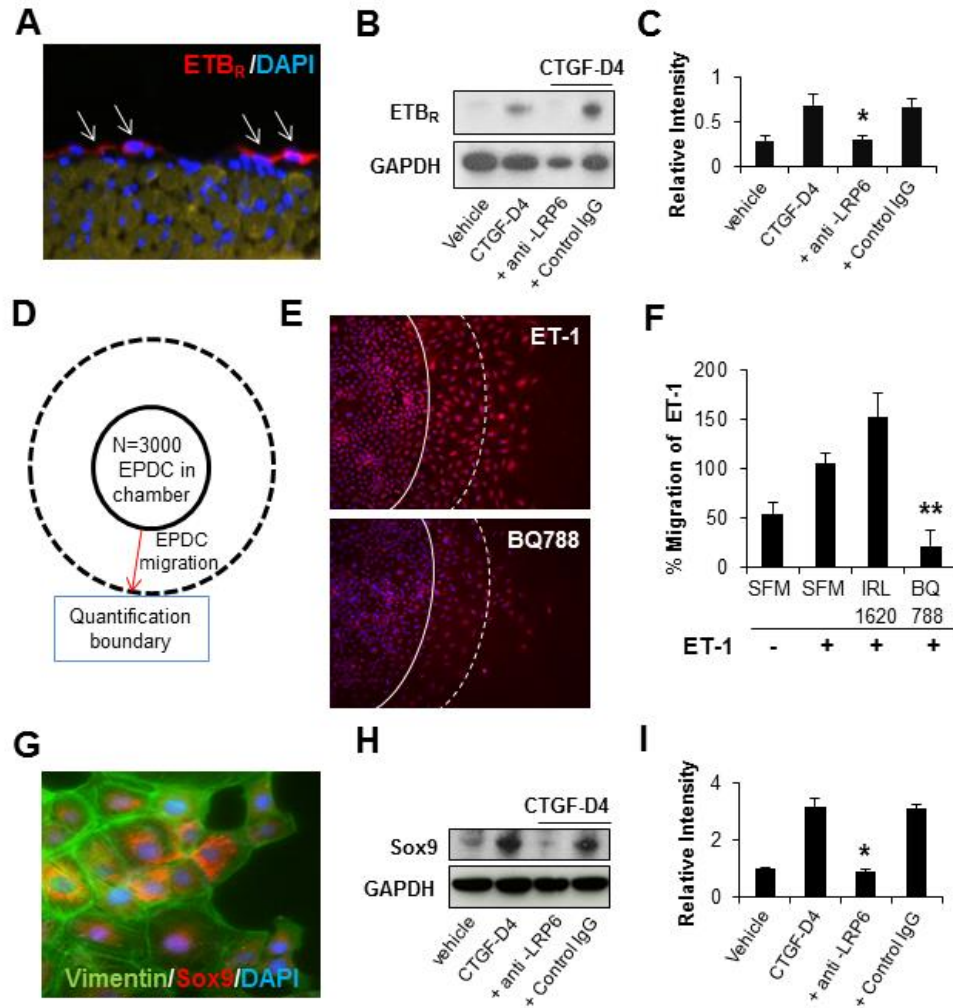 A
ETBR/DAPI
B
CTGF-D4
ETBR
GAPDH
Vehicle
CTGF-D4
+ anti -LRP6
+ Control IgG
C
Relative Intensity
1
0.5
0
*
vehicle
CTGF-D4
+ anti-LRP6
+ Control IgG
D
N=3000
EPDC in
chamber
EPDC
migration
Quantification
boundary
E
ET-1
BQ788
F
% Migration of ET-1
200
150
100
50
0
**
SFM SFM IRL BQ
1620 788
ET-1 - + + +
G
Vimentin/Sox9/DAPI
H
CTGF-D4
Sox9
GAPDH
vehicle
CTGF-D4
+ anti -LRP6
+ Control IgG
I
Relative Intensity
4
2
0
*
Vehicle
CTGF-D4
+ anti-LRP6
+ Control IgG